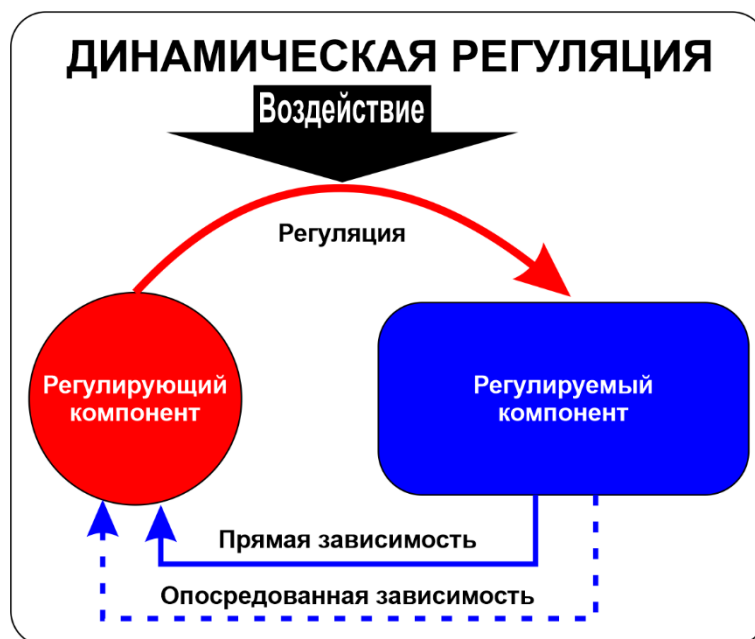 ДИНАМИЧЕСКАЯ РЕГУЛЯЦИЯ
Воздействие
Регуляция
Регулирующий
компонент
Регулируемый
компонент
Прямая зависимость
Опосредованная зависимость